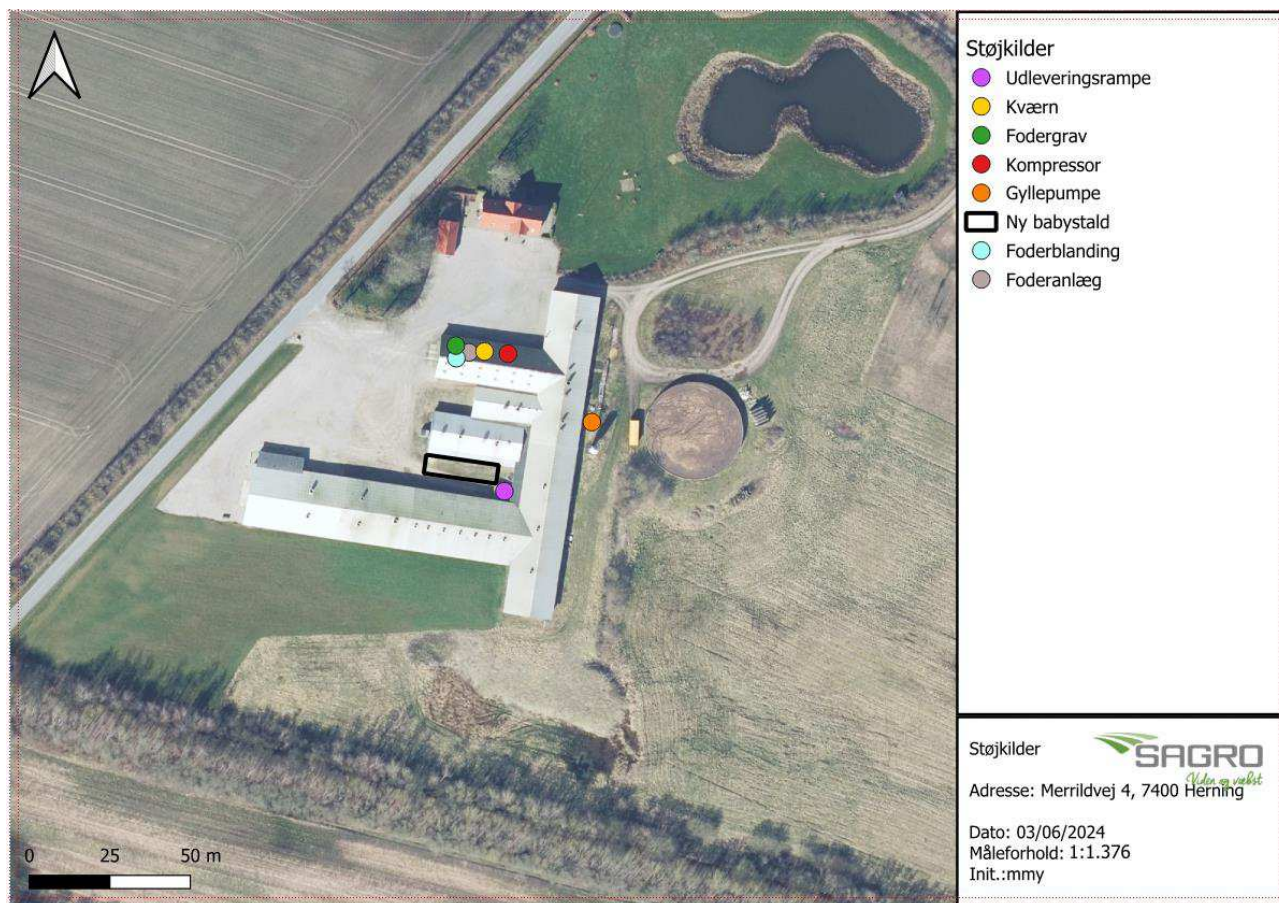 Støjkilder
Udleveringsrampe
Kværn
Fodergrav
Kompressor
Gyllepumpe
Ny babystald
Foderblanding
Foderanlæg
0 25 50 m
Støjkilder
SAGRO
Viden og vækst
Adresse: Merrildvej 4, 7400 Herning
Dato: 03/06/2024
Måleforhold: 1:1.376
Init.:mmy